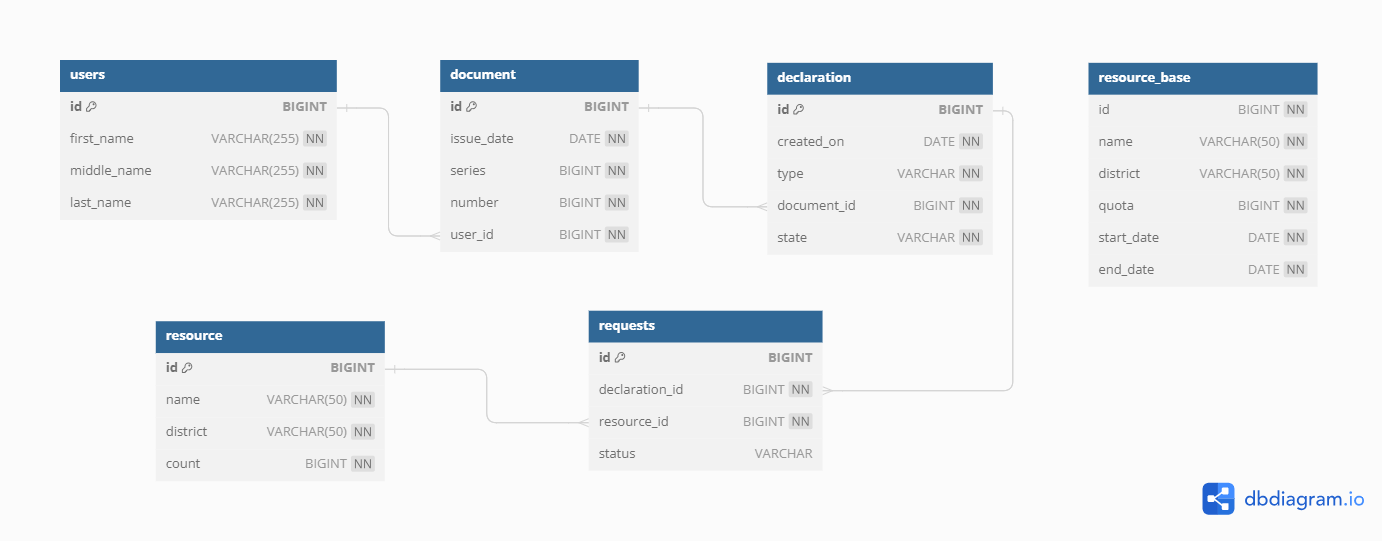 users
id BIGINT
first_name VARCHAR(255) NN
middle_name VARCHAR(255) NN
last_name VARCHAR(255) NN
document
id BIGINT
issue_date DATE NN
series BIGINT NN
number BIGINT NN
user_id BIGINT NN
declaration
id BIGINT
created_on DATE NN
type VARCHAR NN
document_id BIGINT NN
state VARCHAR NN
resource_base
id BIGINT NN
name VARCHAR(50) NN
district VARCHAR(50) NN
quota BIGINT NN
start_date DATE NN
end_date DATE NN
resource
id BIGINT
name VARCHAR(50) NN
district VARCHAR(50) NN
count BIGINT NN
requests
id BIGINT
declaration_id BIGINT NN
resource_id BIGINT NN
status VARCHAR
dbdiagram.io